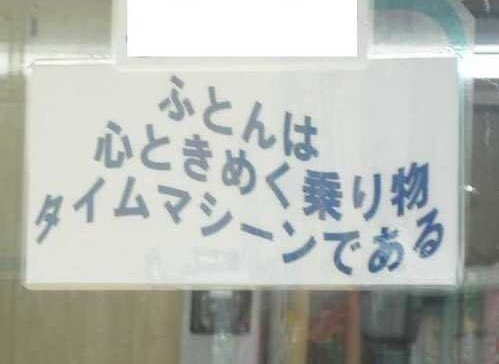 ふとんは
心ときめく乗り物
タイムマシーンである